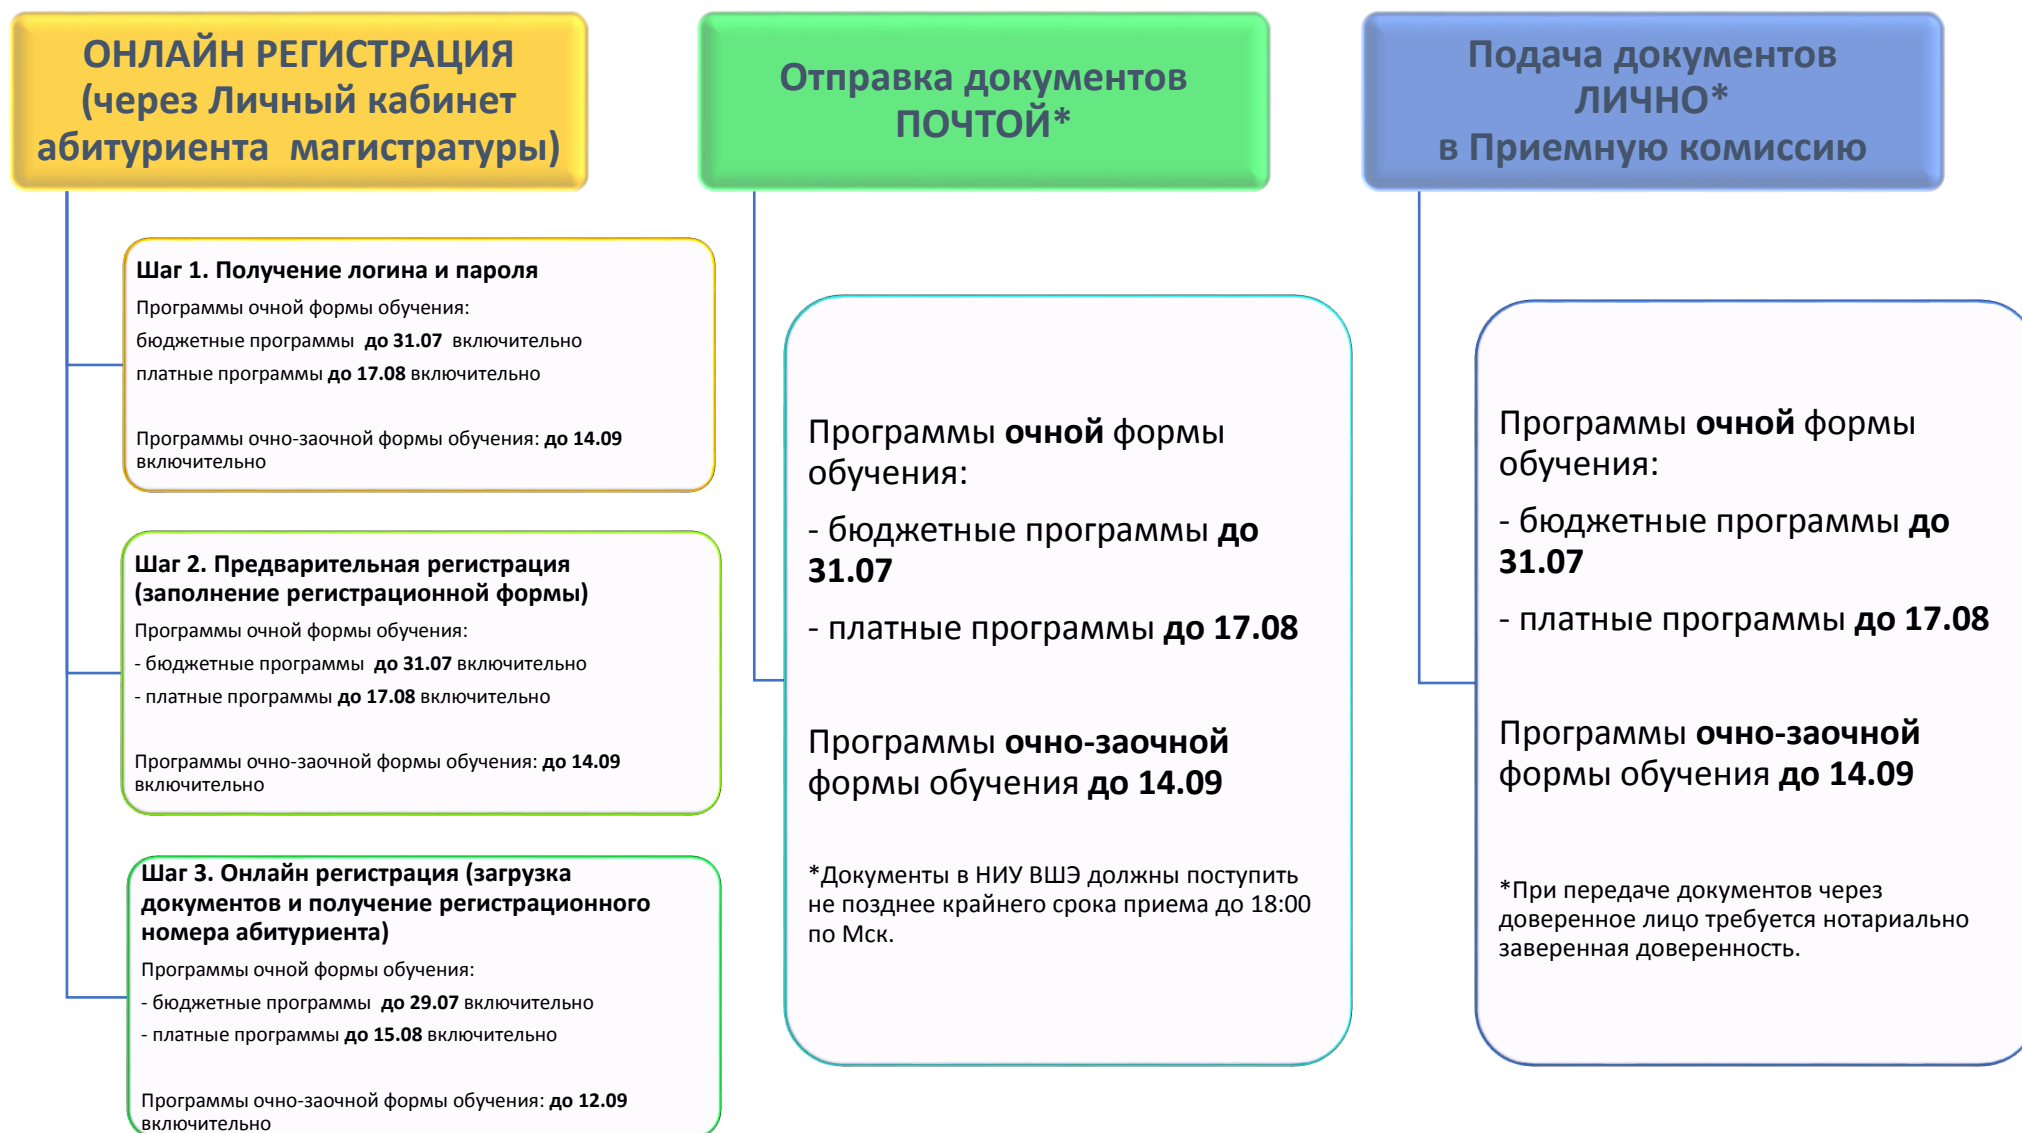 ОНЛАЙН РЕГИСТРАЦИЯ
(через Личный кабинет
абитуриента магистратуры)
Шаг 1. Получение логина и пароля
Программы очной формы обучения:
бюджетные программы до 31.07 включительно
платные программы до 17.08 включительно
Программы очно-заочной формы обучения: до 14.09
включительно
Шаг 2. Предварительная регистрация
(заполнение регистрационной формы)
Программы очной формы обучения:
- бюджетные программы до 31.07 включительно
- платные программы до 17.08 включительно
Программы очно-заочной формы обучения: до 14.09
включительно
Шаг 3. Онлайн регистрация (загрузка
документов и получение регистрационного
номера абитуриента)
Программы очной формы обучения:
- бюджетные программы до 29.07 включительно
- платные программы до 15.08 включительно
Программы очно-заочной формы обучения: до 12.09
включительно
Отправка документов
ПОЧТОЙ*
Программы очной формы
обучения:
- бюджетные программы до
31.07
- платные программы до 17.08
Программы очно-заочной
формы обучения до 14.09
*Документы в НИУ ВШЭ должны поступить
не позднее крайнего срока приема до 18:00
по Мск.
Подача документов
ЛИЧНО*
в Приемную комиссию
Программы очной формы
обучения:
- бюджетные программы до
31.07
- платные программы до 17.08
Программы очно-заочной
формы обучения до 14.09
*При передаче документов через
доверенное лицо требуется нотариально
заверенная доверенность.